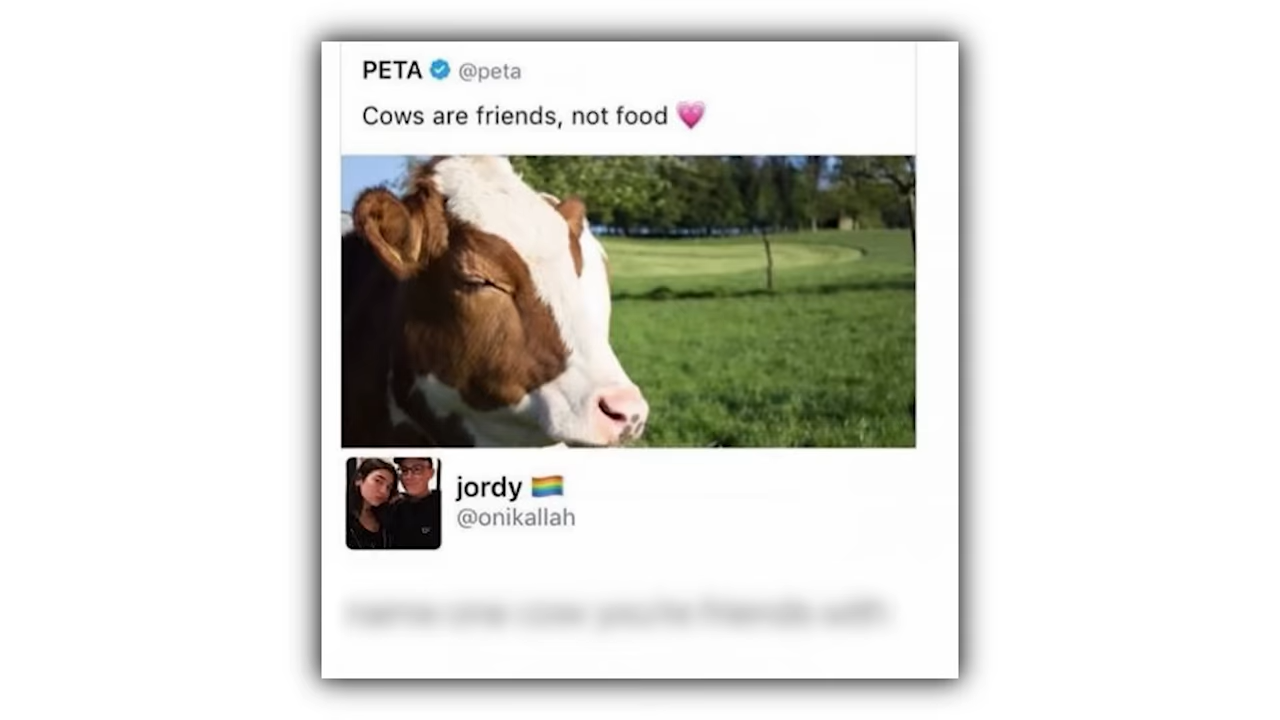 PETA @peta
Cows are friends, not food 💗
jordy 🏳️‍🌈
@onikallah